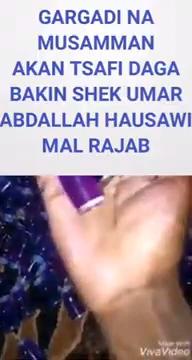 GARGADI NA
MUSAMMAN
AKAN TSAFI DAGA
BAKIN SHEK UMAR
ABDALLAH HAUSAWI
MAL RAJAB
Made With
VivaVideo